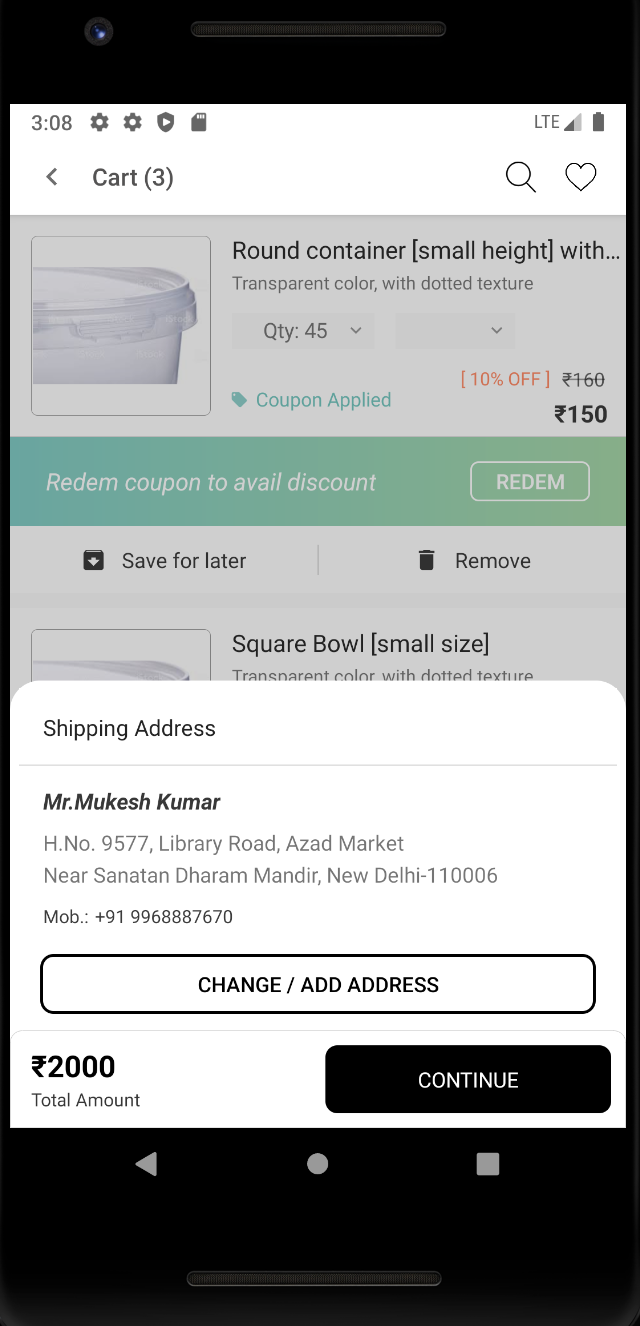 3:08 LTE
Cart (3)
Round container [small height] with...
Transparent color, with dotted texture
Qty: 45
[ 10% OFF ] ₹160
Coupon Applied
₹150
Redem coupon to avail discount REDEM
Save for later Remove
Square Bowl [small size]
Transparent color, with dotted texture
Shipping Address
Mr.Mukesh Kumar
H.No. 9577, Library Road, Azad Market
Near Sanatan Dharam Mandir, New Delhi-110006
Mob.: +91 9968887670
CHANGE / ADD ADDRESS
₹2000
Total Amount
CONTINUE